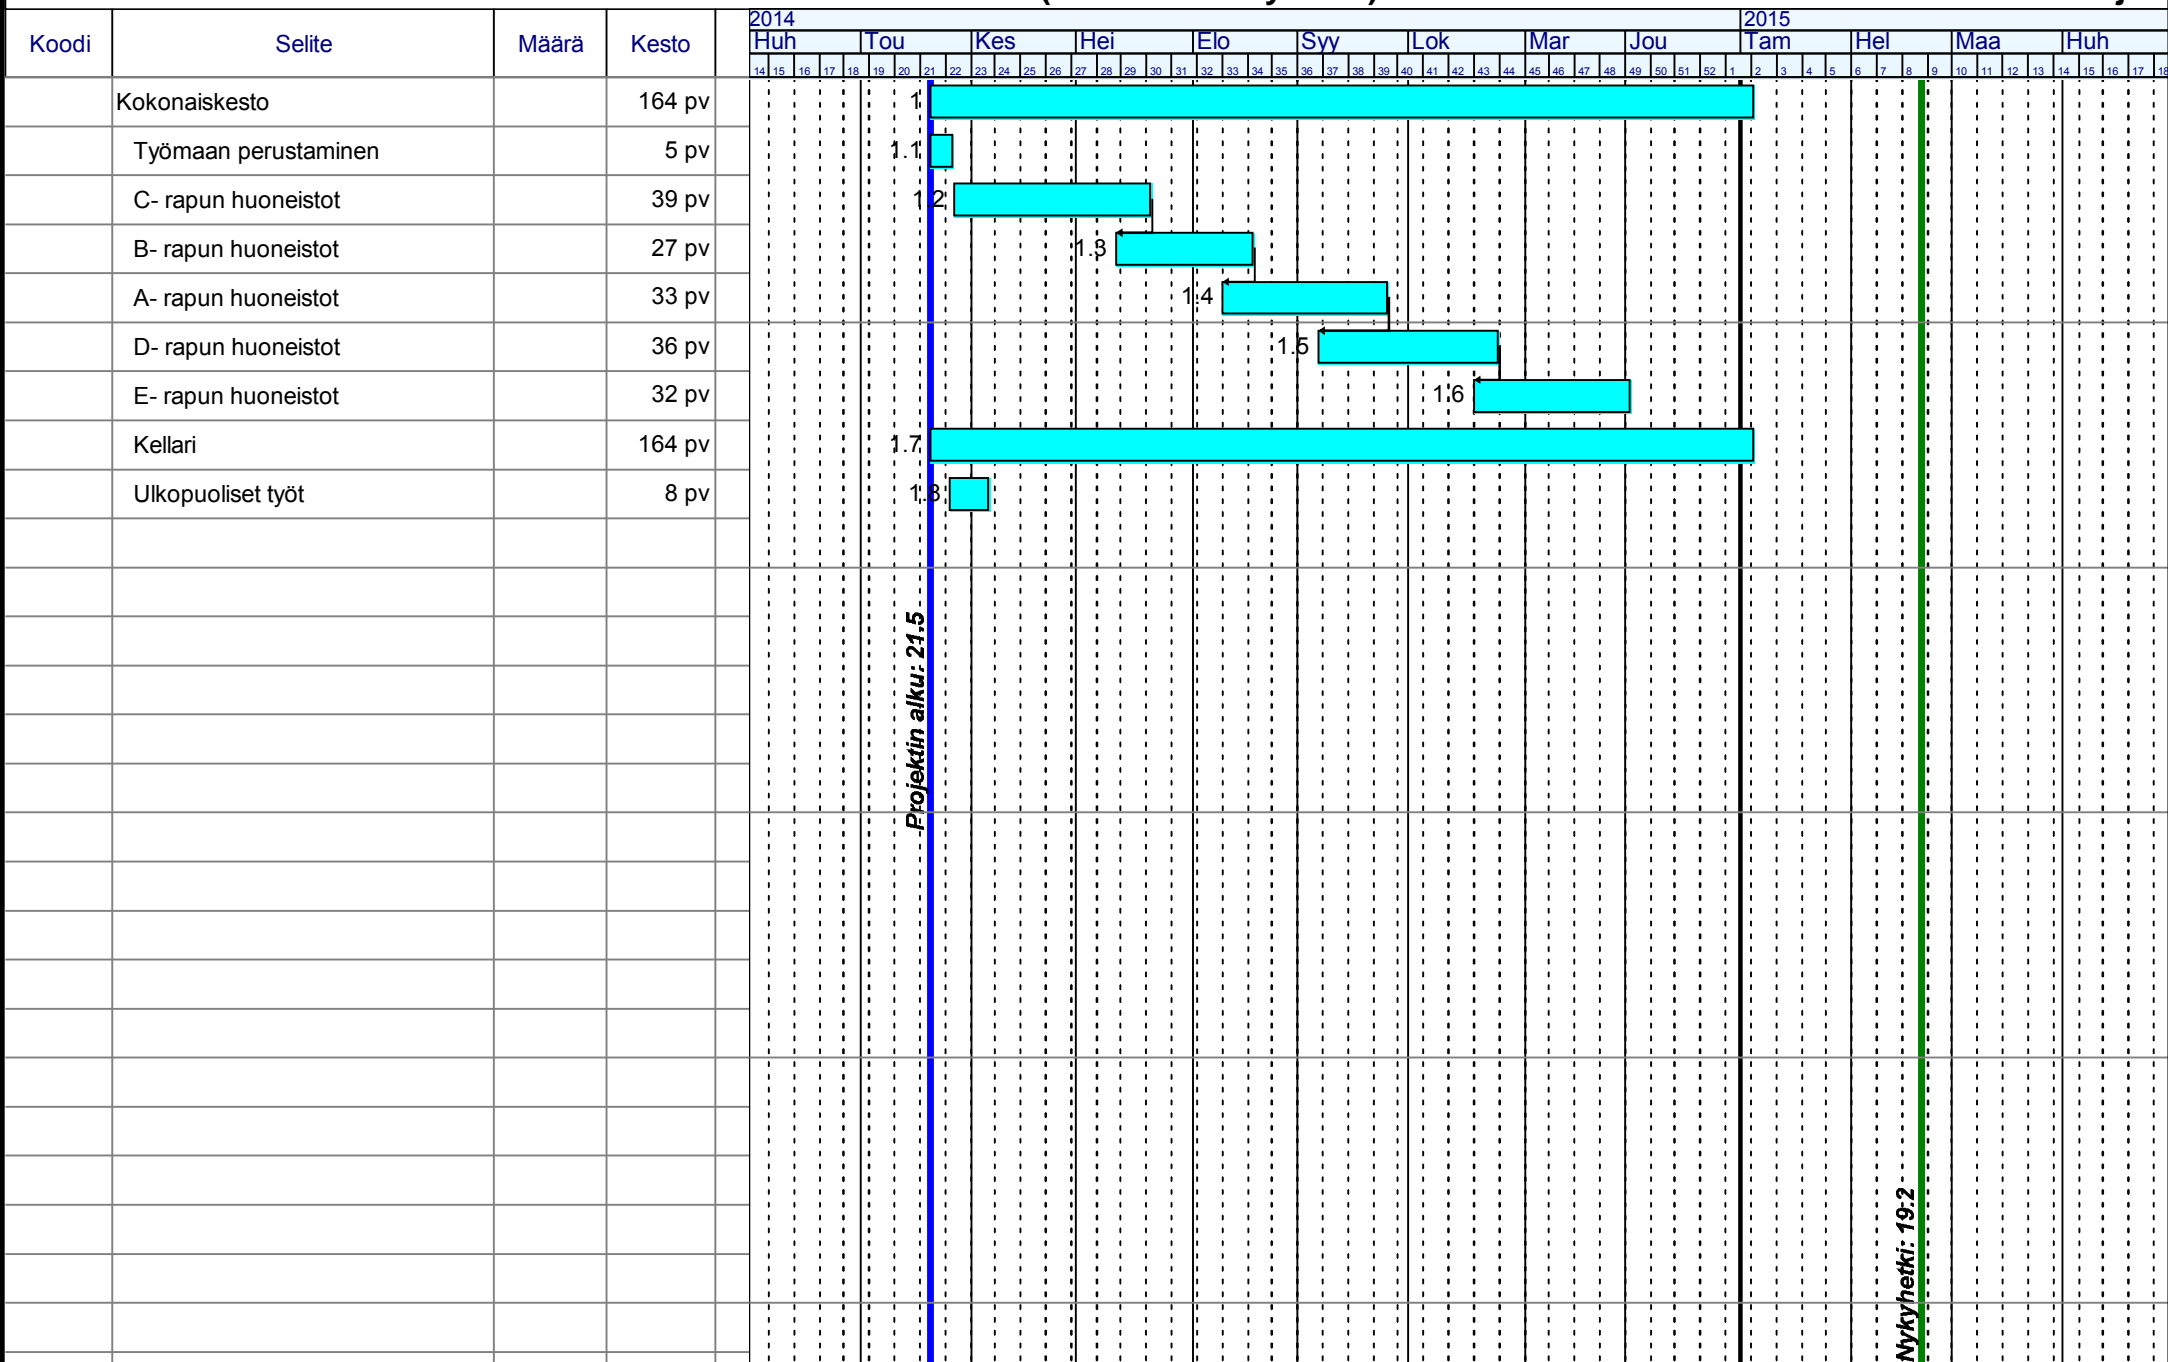 2014 2015
Koodi Selite Määrä Kesto
Huh Tou Kes Hei Elo Syy Lok Mar Jou Tam Hel Maa Huh
14 15 16 17 18 19 20 21 22 23 24 25 26 27 28 29 30 31 32 33 34 35 36 37 38 39 40 41 42 43 44 45 46 47 48 49 50 51 52 1 2 3 4 5 6 7 8 9 10 11 12 13 14 15 16 17 18
Kokonaiskesto 164 pv 1
Työmaan perustaminen 5 pv 1.1
C- rapun huoneistot 39 pv 1.2
B- rapun huoneistot 27 pv 1.3
A- rapun huoneistot 33 pv 1.4
D- rapun huoneistot 36 pv 1.5
E- rapun huoneistot 32 pv 1.6
Kellari 164 pv 1.7
Ulkopuoliset työt 8 pv 1.8
Projektin alku: 21.5
Nykyhetki: 19.2